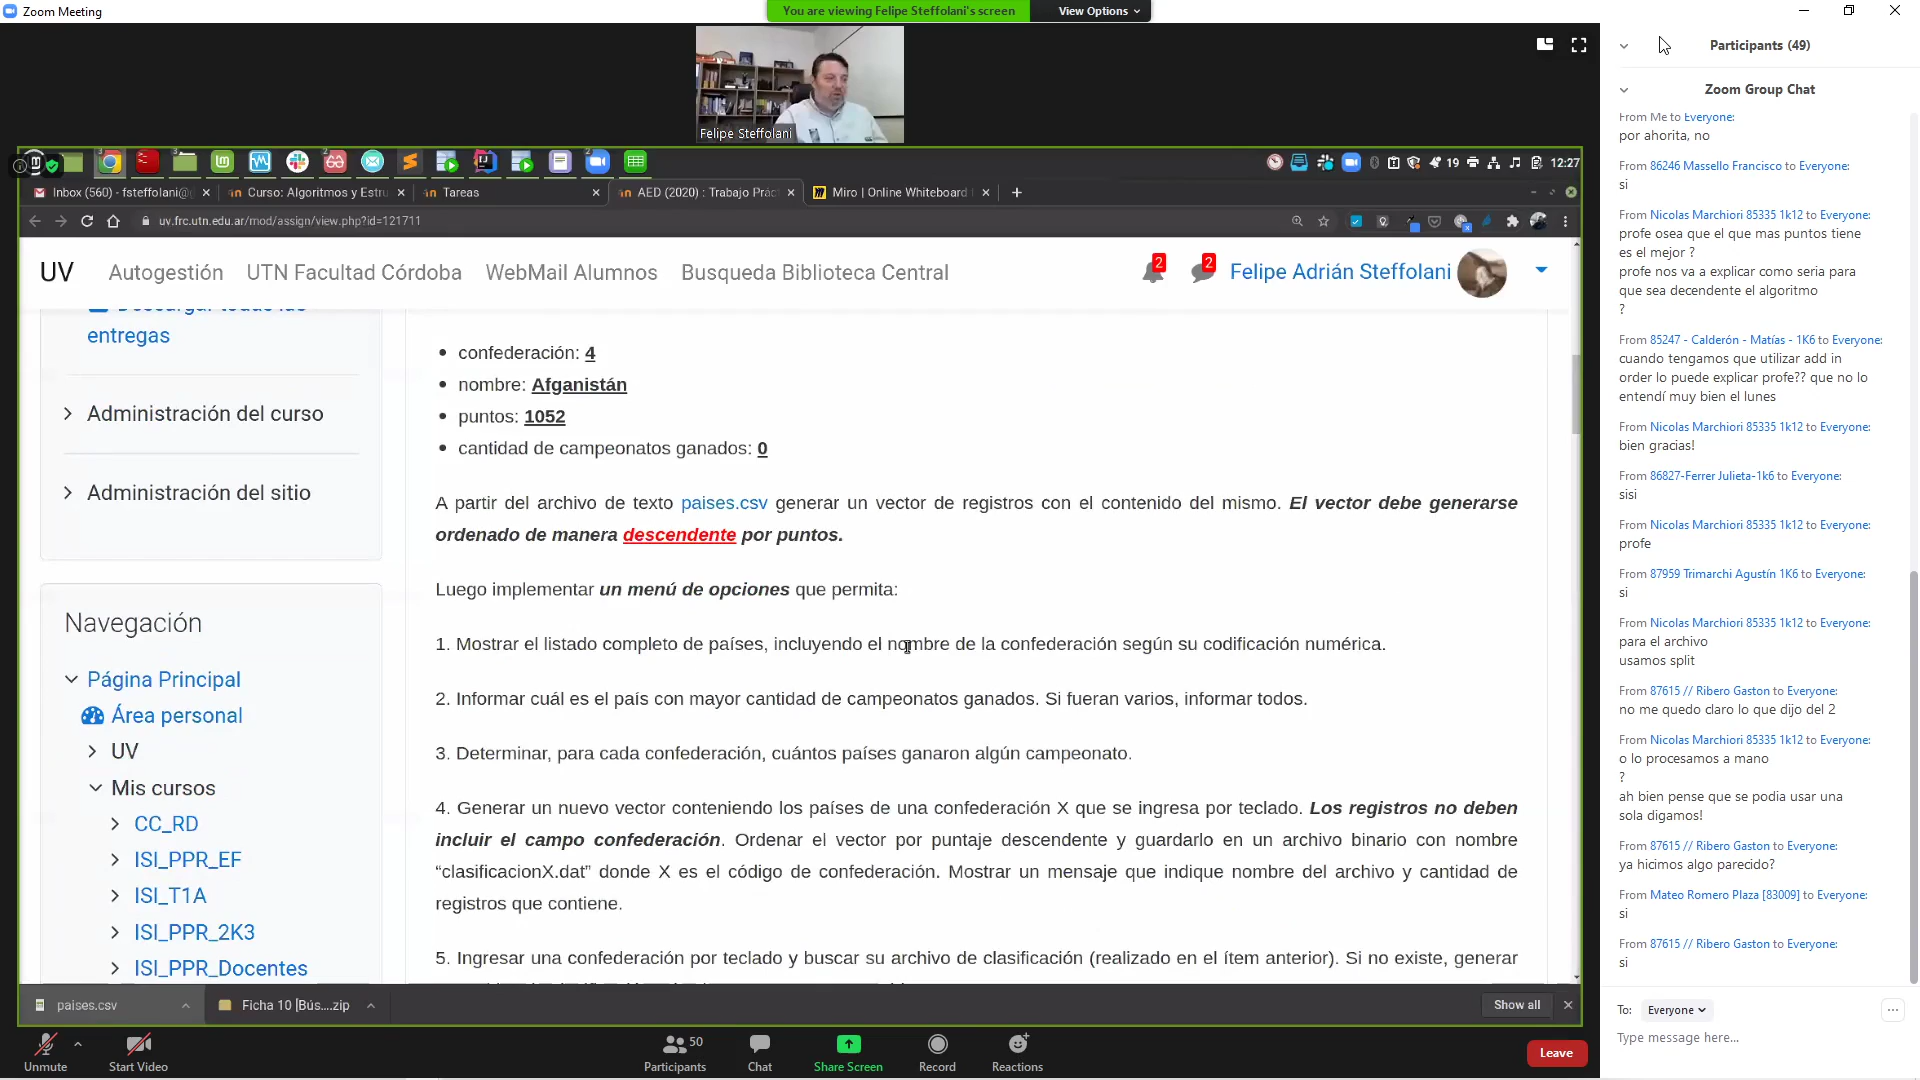 Zoom Meeting
You are viewing Felipe Steffolani's screen
View Options
Felipe Steffolani
19
12:27
Inbox (560) - fsteffolani@
Curso: Algoritmos y Estru
Tareas
AED (2020) : Trabajo Prác
Miro | Online Whiteboard
uv.frc.utn.edu.ar/mod/assign/view.php?id=121711
UV
Autogestión
UTN Facultad Córdoba
WebMail Alumnos
Busqueda Biblioteca Central
2
2
Felipe Adrián Steffolani
Descargar todas las
entregas
Administración del curso
Administración del sitio
Navegación
Página Principal
Área personal
UV
Mis cursos
CC_RD
ISI_PPR_EF
ISI_T1A
ISI_PPR_2K3
ISI_PPR_Docentes
confederación: 4
nombre: Afganistán
puntos: 1052
cantidad de campeonatos ganados: 0
A partir del archivo de texto paises.csv generar un vector de registros con el contenido del mismo. El vector debe generarse
ordenado de manera descendente por puntos.
Luego implementar un menú de opciones que permita:
1. Mostrar el listado completo de países, incluyendo el nombre de la confederación según su codificación numérica.
2. Informar cuál es el país con mayor cantidad de campeonatos ganados. Si fueran varios, informar todos.
3. Determinar, para cada confederación, cuántos países ganaron algún campeonato.
4. Generar un nuevo vector conteniendo los países de una confederación X que se ingresa por teclado. Los registros no deben
incluir el campo confederación. Ordenar el vector por puntaje descendente y guardarlo en un archivo binario con nombre
“clasificacionX.dat” donde X es el código de confederación. Mostrar un mensaje que indique nombre del archivo y cantidad de
registros que contiene.
5. Ingresar una confederación por teclado y buscar su archivo de clasificación (realizado en el ítem anterior). Si no existe, generar
paises.csv
Ficha 10 [Bús....zip
Show all
Unmute
Start Video
50
Participants
Chat
Share Screen
Record
Reactions
Leave
Participants (49)
Zoom Group Chat
From Me to Everyone:
por ahorita, no
From 86246 Massello Francisco to Everyone:
si
From Nicolas Marchiori 85335 1k12 to Everyone:
profe osea que el que mas puntos tiene
es el mejor ?
profe nos va a explicar como seria para
que sea decendente el algoritmo
?
From 85247 - Calderón - Matías - 1K6 to Everyone:
cuando tengamos que utilizar add in
order lo puede explicar profe?? que no lo
entendí muy bien el lunes
From Nicolas Marchiori 85335 1k12 to Everyone:
bien gracias!
From 86827-Ferrer Julieta-1k6 to Everyone:
sisi
From Nicolas Marchiori 85335 1k12 to Everyone:
profe
From 87959 Trimarchi Agustín 1K6 to Everyone:
si
From Nicolas Marchiori 85335 1k12 to Everyone:
para el archivo
usamos split
From 87615 // Ribero Gaston to Everyone:
no me quedo claro lo que dijo del 2
From Nicolas Marchiori 85335 1k12 to Everyone:
o lo procesamos a mano
?
ah bien pense que se podia usar una
sola digamos!
From 87615 // Ribero Gaston to Everyone:
ya hicimos algo parecido?
From Mateo Romero Plaza [83009] to Everyone:
si
From 87615 // Ribero Gaston to Everyone:
si
To: Everyone
Type message here...